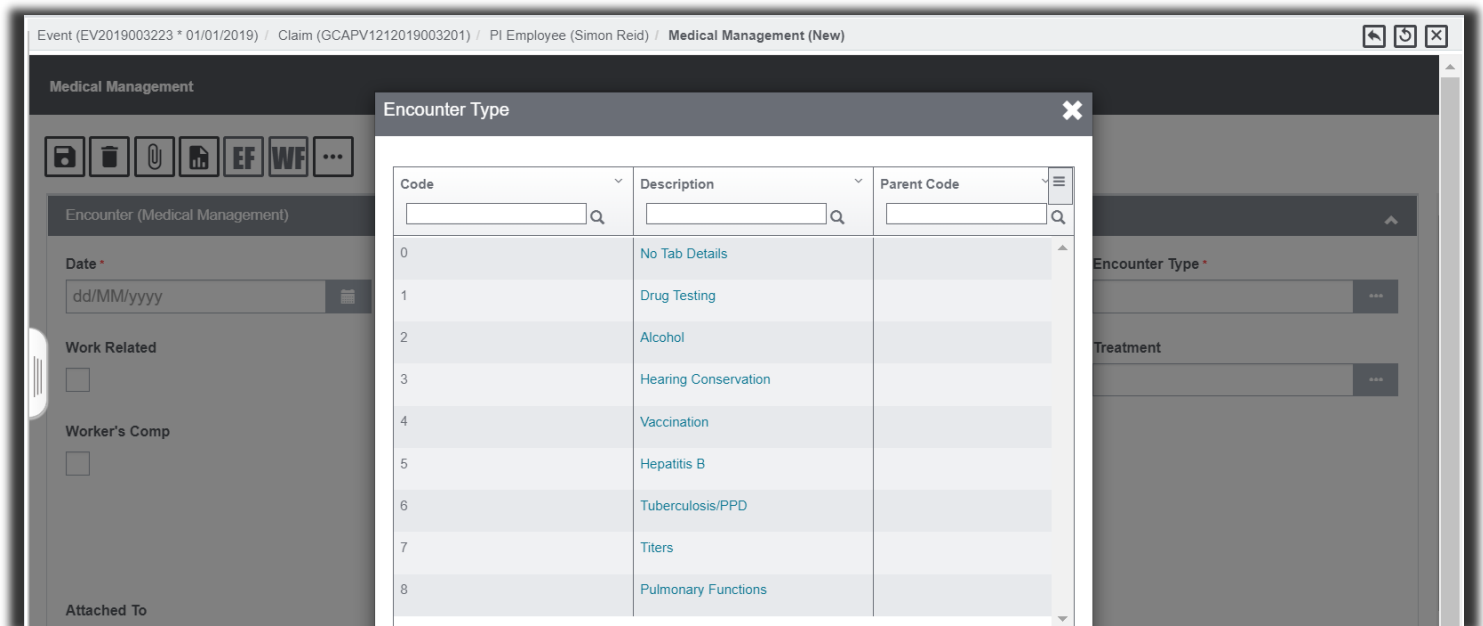 Event (EV2019003223 * 01/01/2019) / Claim (GCAPV1212019003201) / PI Employee (Simon Reid) / Medical Management (New)
Medical Management
Encounter Type
EF WF
Code Description Parent Code
Encounter (Medical Management)
0 No Tab Details
Date * Encounter Type *
dd/MM/yyyy
1 Drug Testing
2 Alcohol
Work Related Treatment
3 Hearing Conservation
4 Vaccination
Worker's Comp
5 Hepatitis B
6 Tuberculosis/PPD
7 Titers
8 Pulmonary Functions
Attached To